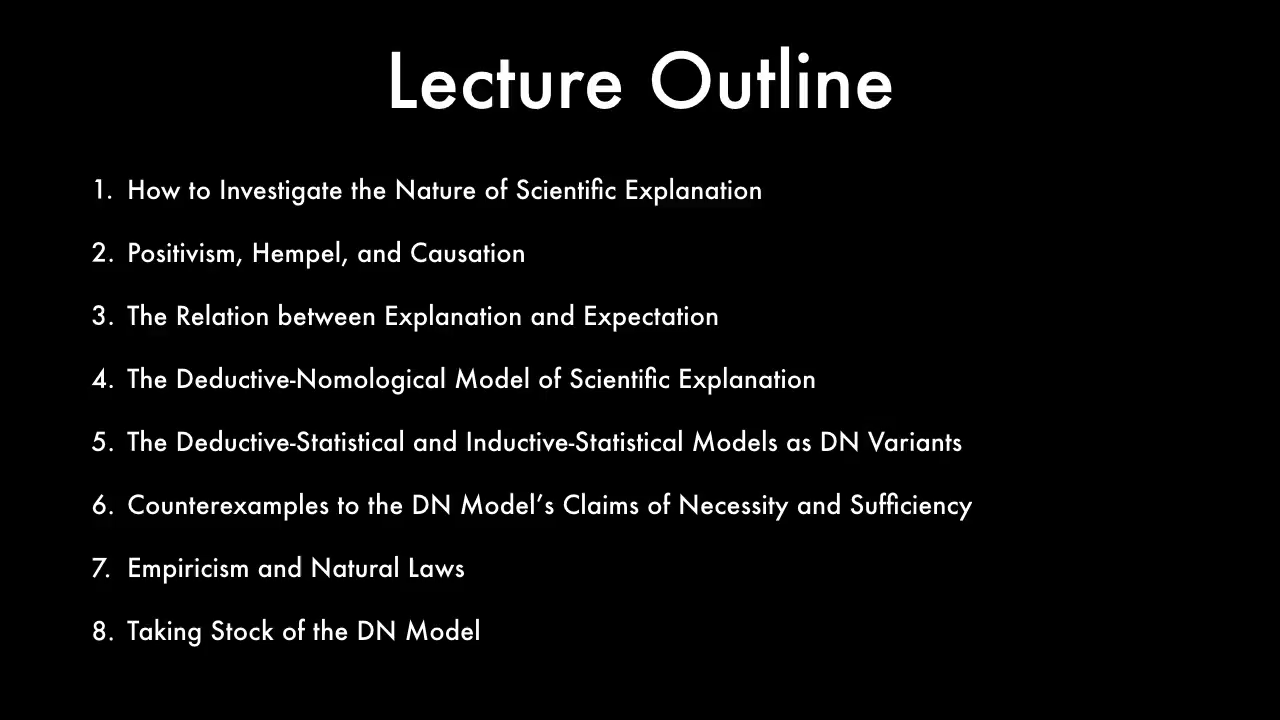 Lecture Outline
1. How to Investigate the Nature of Scientific Explanation
2. Positivism, Hempel, and Causation
3. The Relation between Explanation and Expectation
4. The Deductive-Nomological Model of Scientific Explanation
5. The Deductive-Statistical and Inductive-Statistical Models as DN Variants
6. Counterexamples to the DN Model’s Claims of Necessity and Sufficiency
7. Empiricism and Natural Laws
8. Taking Stock of the DN Model